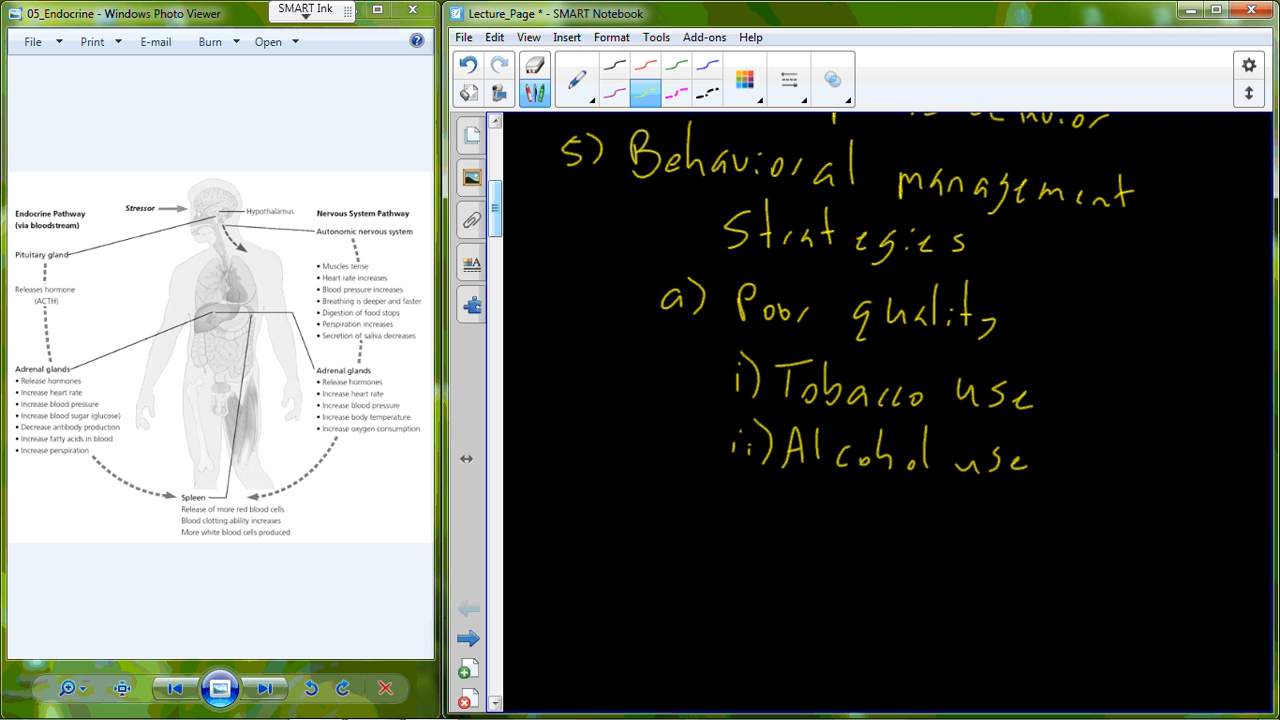 05_Endocrine - Windows Photo Viewer
SMART Ink
File Print E-mail Burn Open
Stressor
Hypothalamus
Endocrine Pathway
(via bloodstream)
Nervous System Pathway
Autonomic nervous system
Pituitary gland
Releases hormone
(ACTH)
• Muscles tense
• Heart rate increases
• Blood pressure increases
• Breathing is deeper and faster
• Digestion of food stops
• Perspiration increases
• Secretion of saliva decreases
Adrenal glands
• Release hormones
• Increase heart rate
• Increase blood pressure
• Increase blood sugar (glucose)
• Decrease antibody production
• Increase fatty acids in blood
• Increase perspiration
Adrenal glands
• Release hormones
• Increase heart rate
• Increase blood pressure
• Increase body temperature
• Increase oxygen consumption
Spleen
Release of more red blood cells
Blood clotting ability increases
More white blood cells produced
Lecture_Page * - SMART Notebook
File Edit View Insert Format Tools Add-ons Help
5) Behavioral management
Strategies
a) Poor quality
i) Tobacco use
ii) Alcohol use